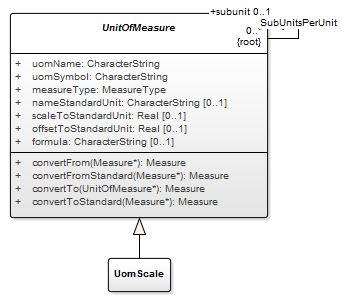 +subunit 0..1
SubUnitsPerUnit
UnitOfMeasure
{root}
+ uomName: CharacterString
+ uomSymbol: CharacterString
+ measureType: MeasureType
+ nameStandardUnit: CharacterString [0..1]
+ scaleToStandardUnit: Real [0..1]
+ offsetToStandardUnit: Real [0..1]
+ formula: CharacterString [0..1]
+ convertFrom(Measure*): Measure
+ convertFromStandard(Measure*): Measure
+ convertTo(UnitOfMeasure*): Measure
+ convertToStandard(Measure*): Measure
UomScale